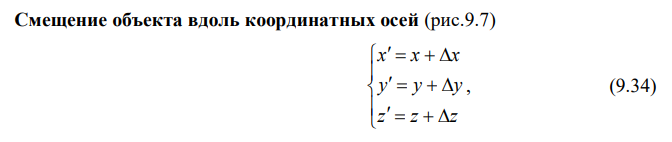 Смещение объекта вдоль координатных осей (рис.9.7)
x′ = x + Δx
y′ = y + Δy, (9.34)
z′ = z + Δz